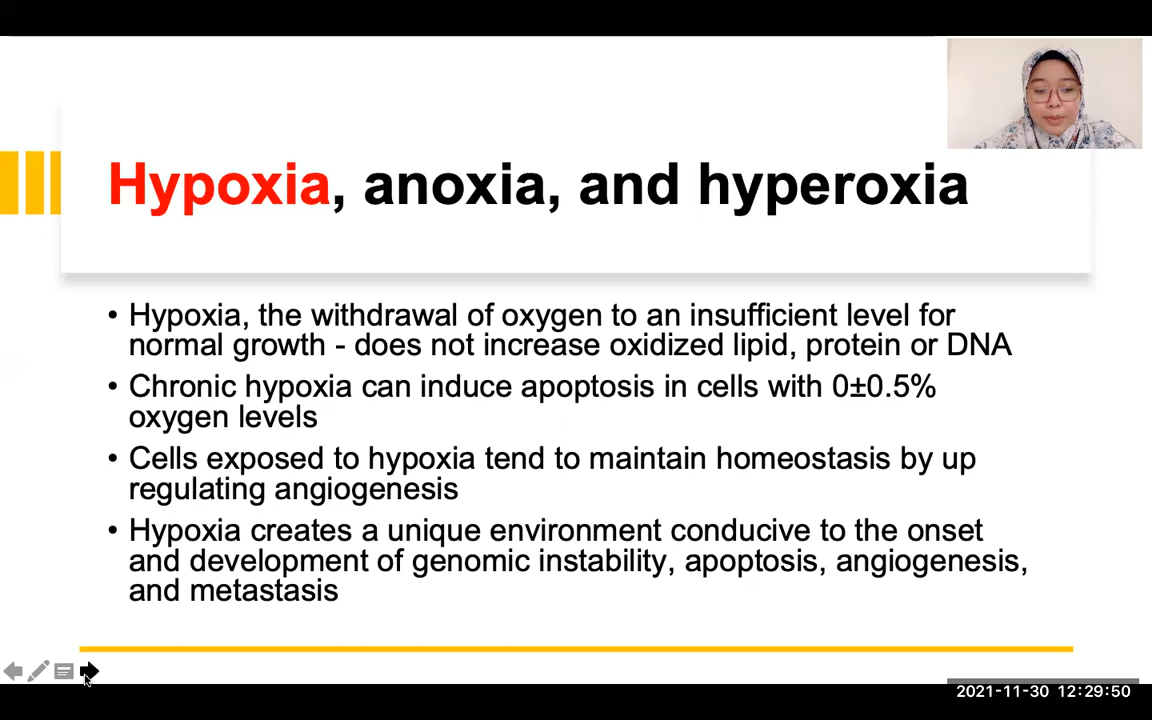 Hypoxia, anoxia, and hyperoxia
• Hypoxia, the withdrawal of oxygen to an insufficient level for
normal growth - does not increase oxidized lipid, protein or DNA
• Chronic hypoxia can induce apoptosis in cells with 0±0.5%
oxygen levels
• Cells exposed to hypoxia tend to maintain homeostasis by up
regulating angiogenesis
• Hypoxia creates a unique environment conducive to the onset
and development of genomic instability, apoptosis, angiogenesis,
and metastasis
2021-11-30 12:29:50